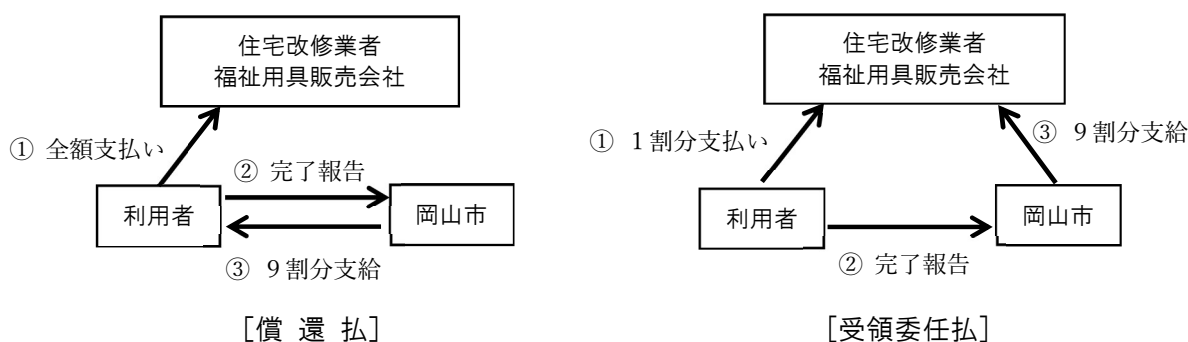 住宅改修業者
福祉用具販売会社
① 全額支払い
② 完了報告
利用者
岡山市
③ 9割分支給
［償 還 払］
住宅改修業者
福祉用具販売会社
① 1割分支払い
③ 9割分支給
利用者
岡山市
② 完了報告
［受領委任払］